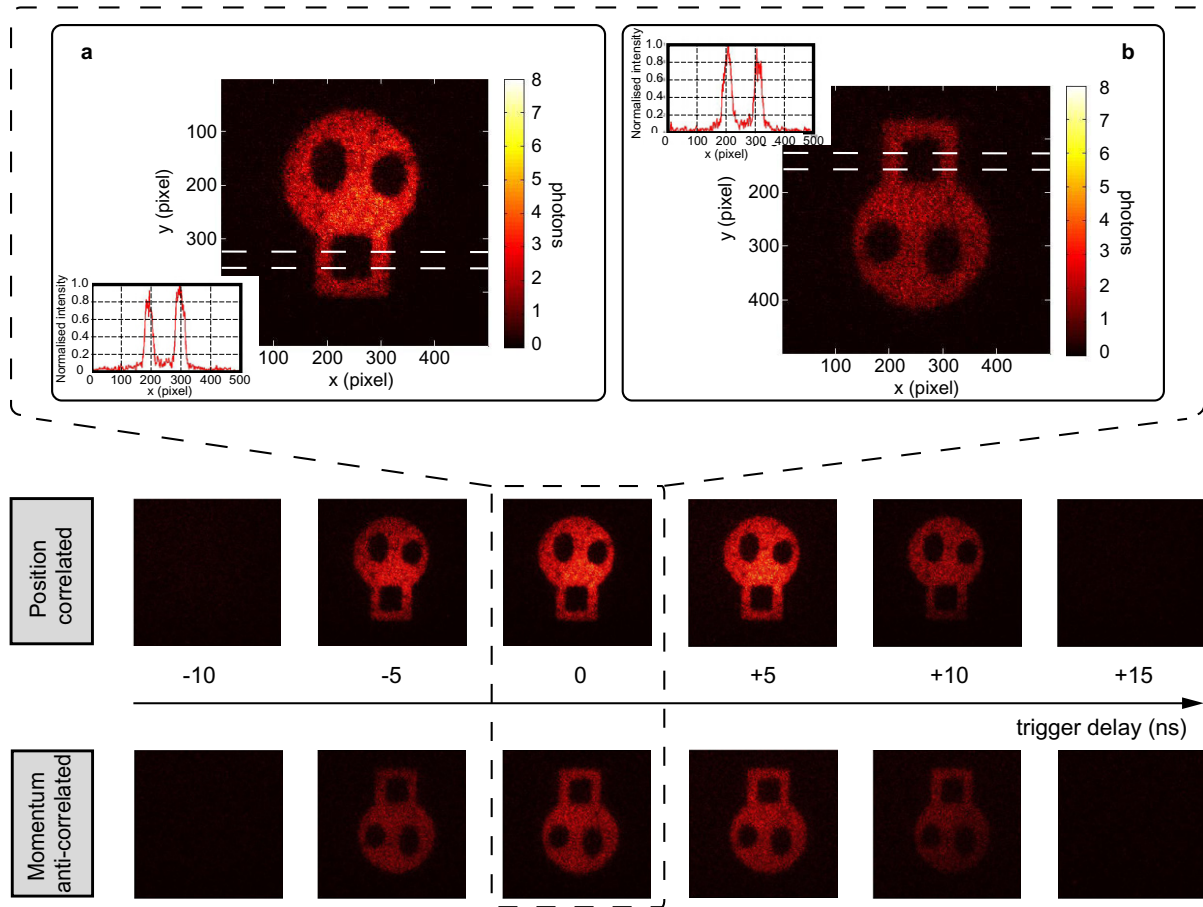 a
Normalised intensity
1.0
0.8
0.6
0.4
0.2
0
0 100 200 300 400 500
x (pixel)
y (pixel)
100
200
300
100 200 300 400
x (pixel)
8
7
6
5
4
3
2
1
0
photons
b
Normalised intensity
1.0
0.8
0.6
0.4
0.2
0
0 100 200 300 400 500
x (pixel)
y (pixel)
200
300
400
100 200 300 400
x (pixel)
8
7
6
5
4
3
2
1
0
photons
Position
correlated
-10 -5 0 +5 +10 +15
trigger delay (ns)
Momentum
anti-correlated